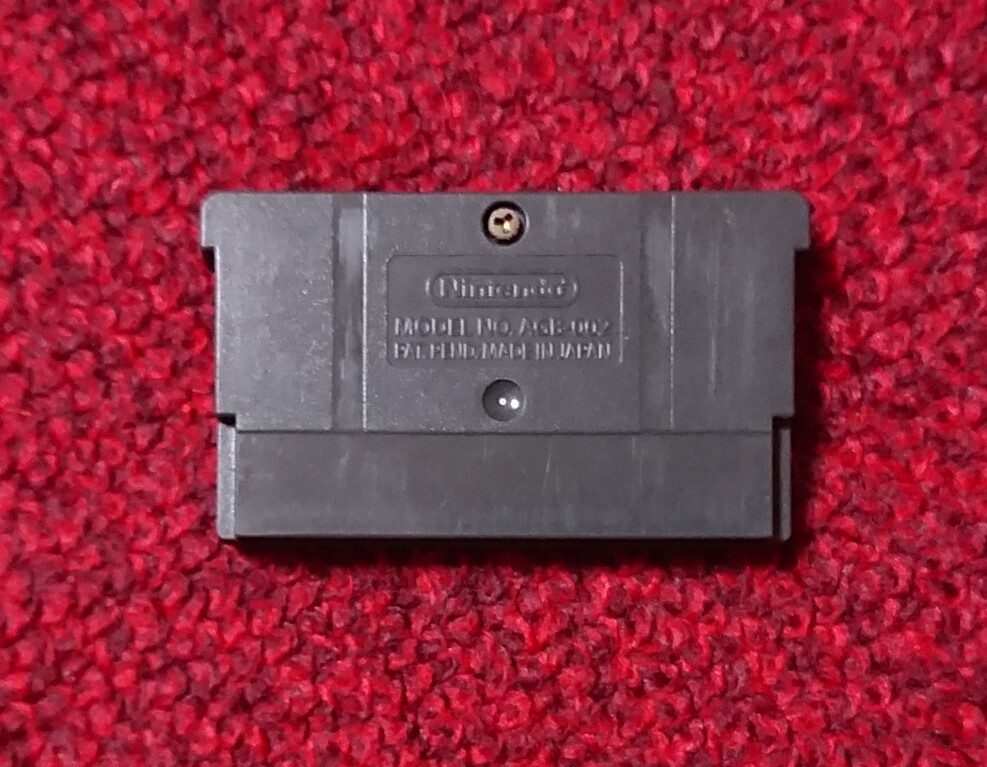 Nintendo
MODEL NO. AGB-002
PAT. PEND. MADE IN JAPAN